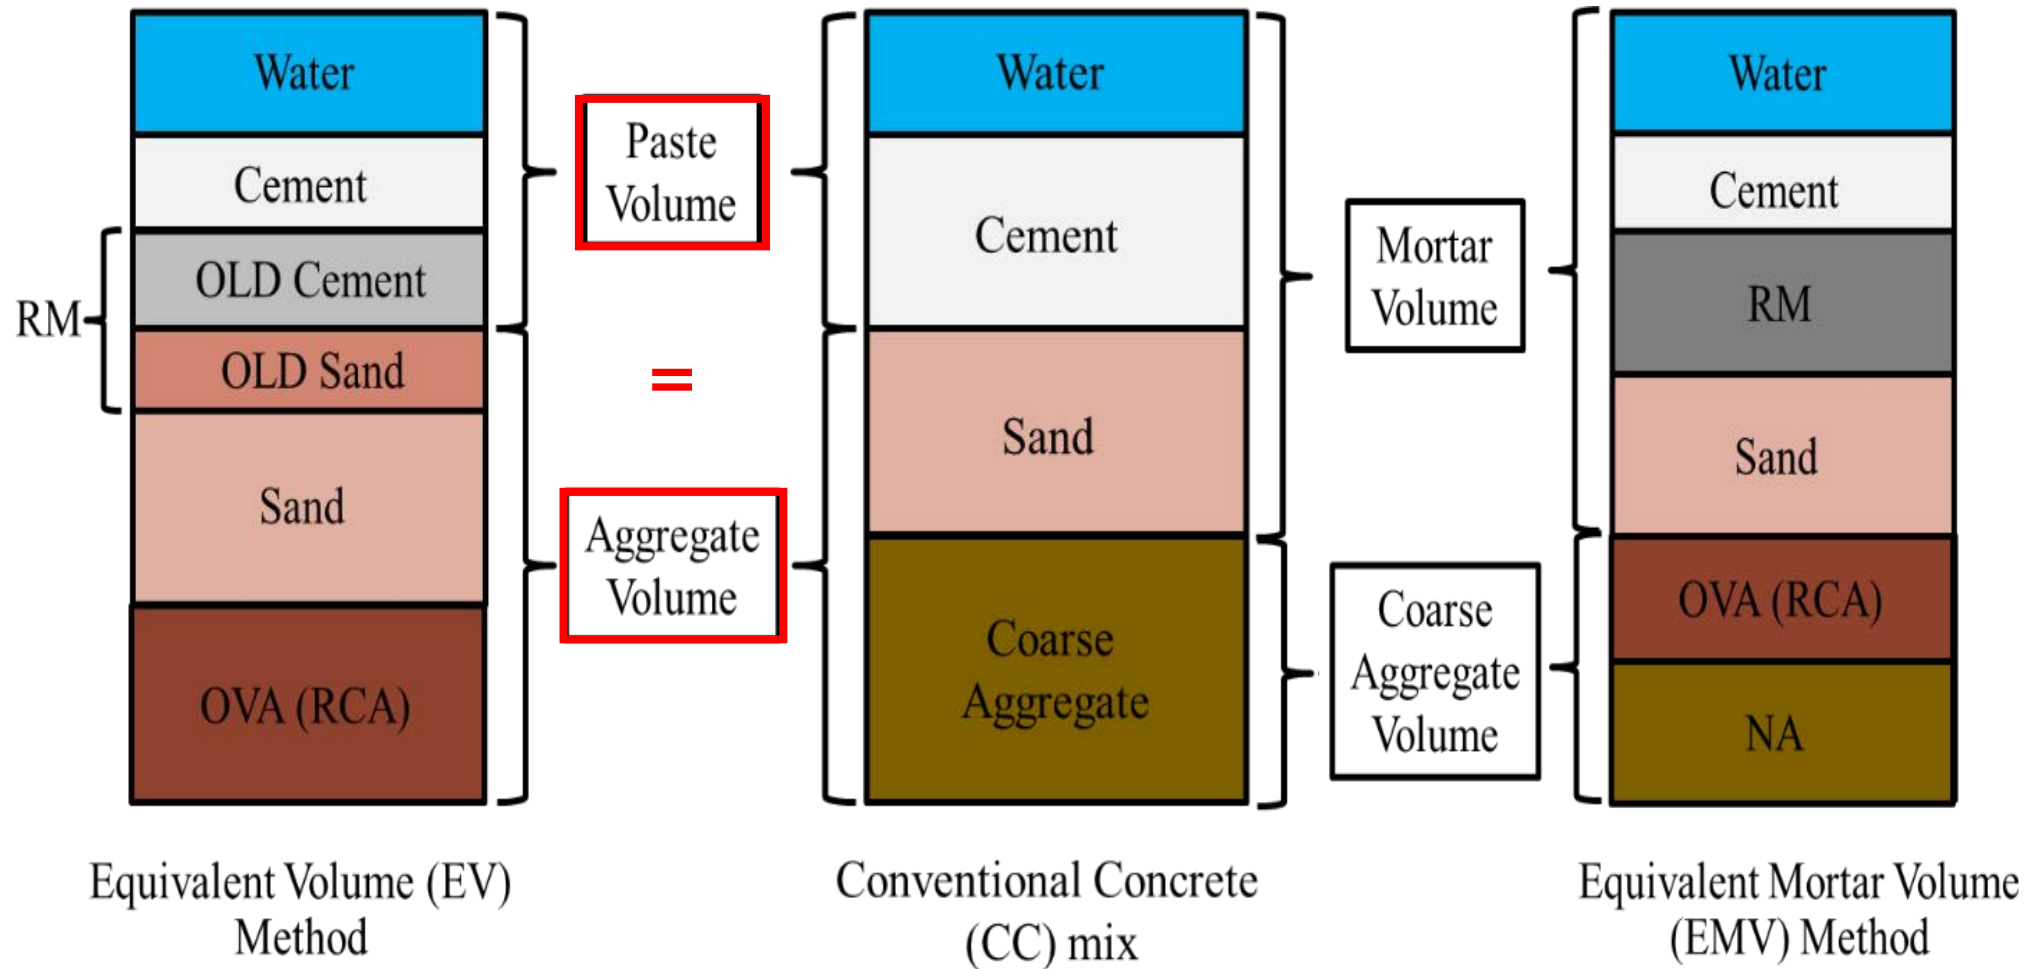 Water
Cement
OLD Cement
RM
OLD Sand
Sand
OVA (RCA)
Equivalent Volume (EV)
Method
Paste
Volume
=
Aggregate
Volume
Water
Cement
Sand
Coarse
Aggregate
Conventional Concrete
(CC) mix
Mortar
Volume
Coarse
Aggregate
Volume
Water
Cement
RM
Sand
OVA (RCA)
NA
Equivalent Mortar Volume
(EMV) Method